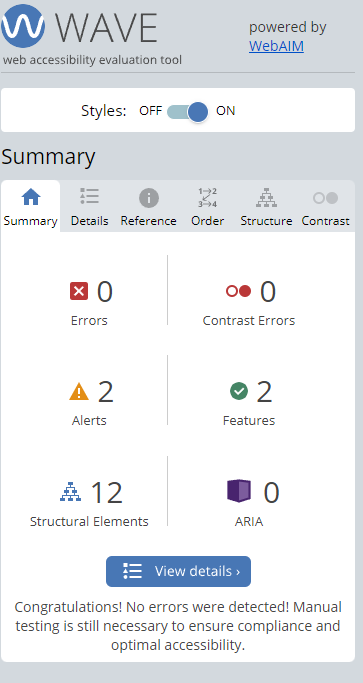 WAVE
web accessibility evaluation tool
powered by
WebAIM
Styles: OFF ON
Summary
Summary Details Reference Order Structure Contrast
0
Errors
0
Contrast Errors
2
Alerts
2
Features
12
Structural Elements
0
ARIA
View details ›
Congratulations! No errors were detected! Manual
testing is still necessary to ensure compliance and
optimal accessibility.